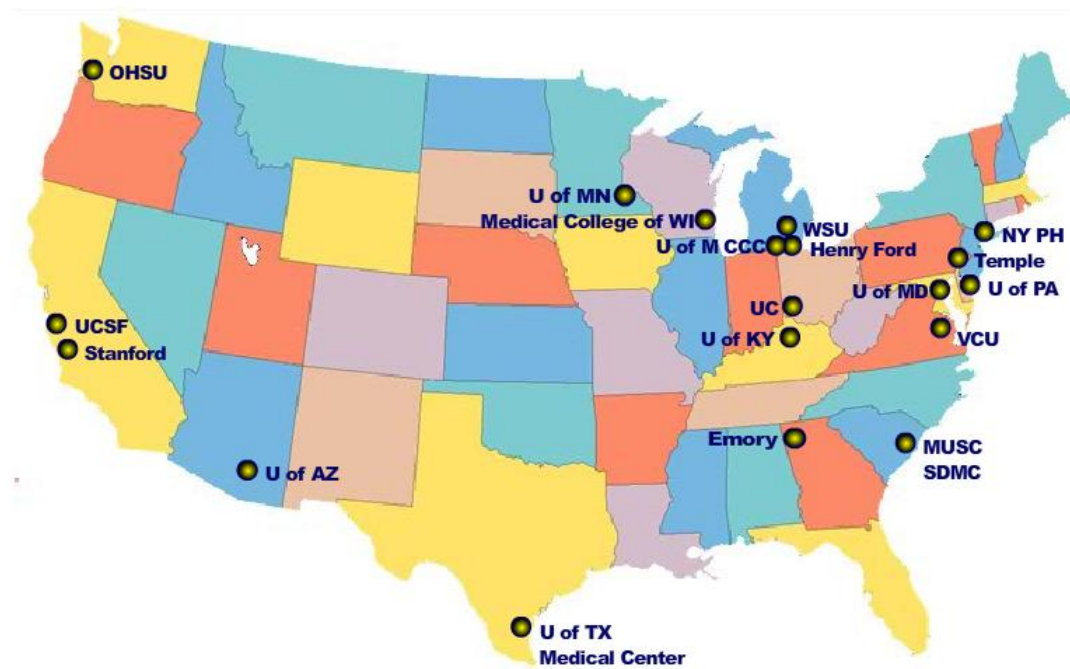 OHSU
U of MN
Medical College of WI
WSU
U of M CCC
Henry Ford
NY PH
Temple
U of PA
U of MD
UC
UCSF
U of KY
VCU
Stanford
Emory
MUSC
SDMC
U of AZ
U of TX
Medical Center